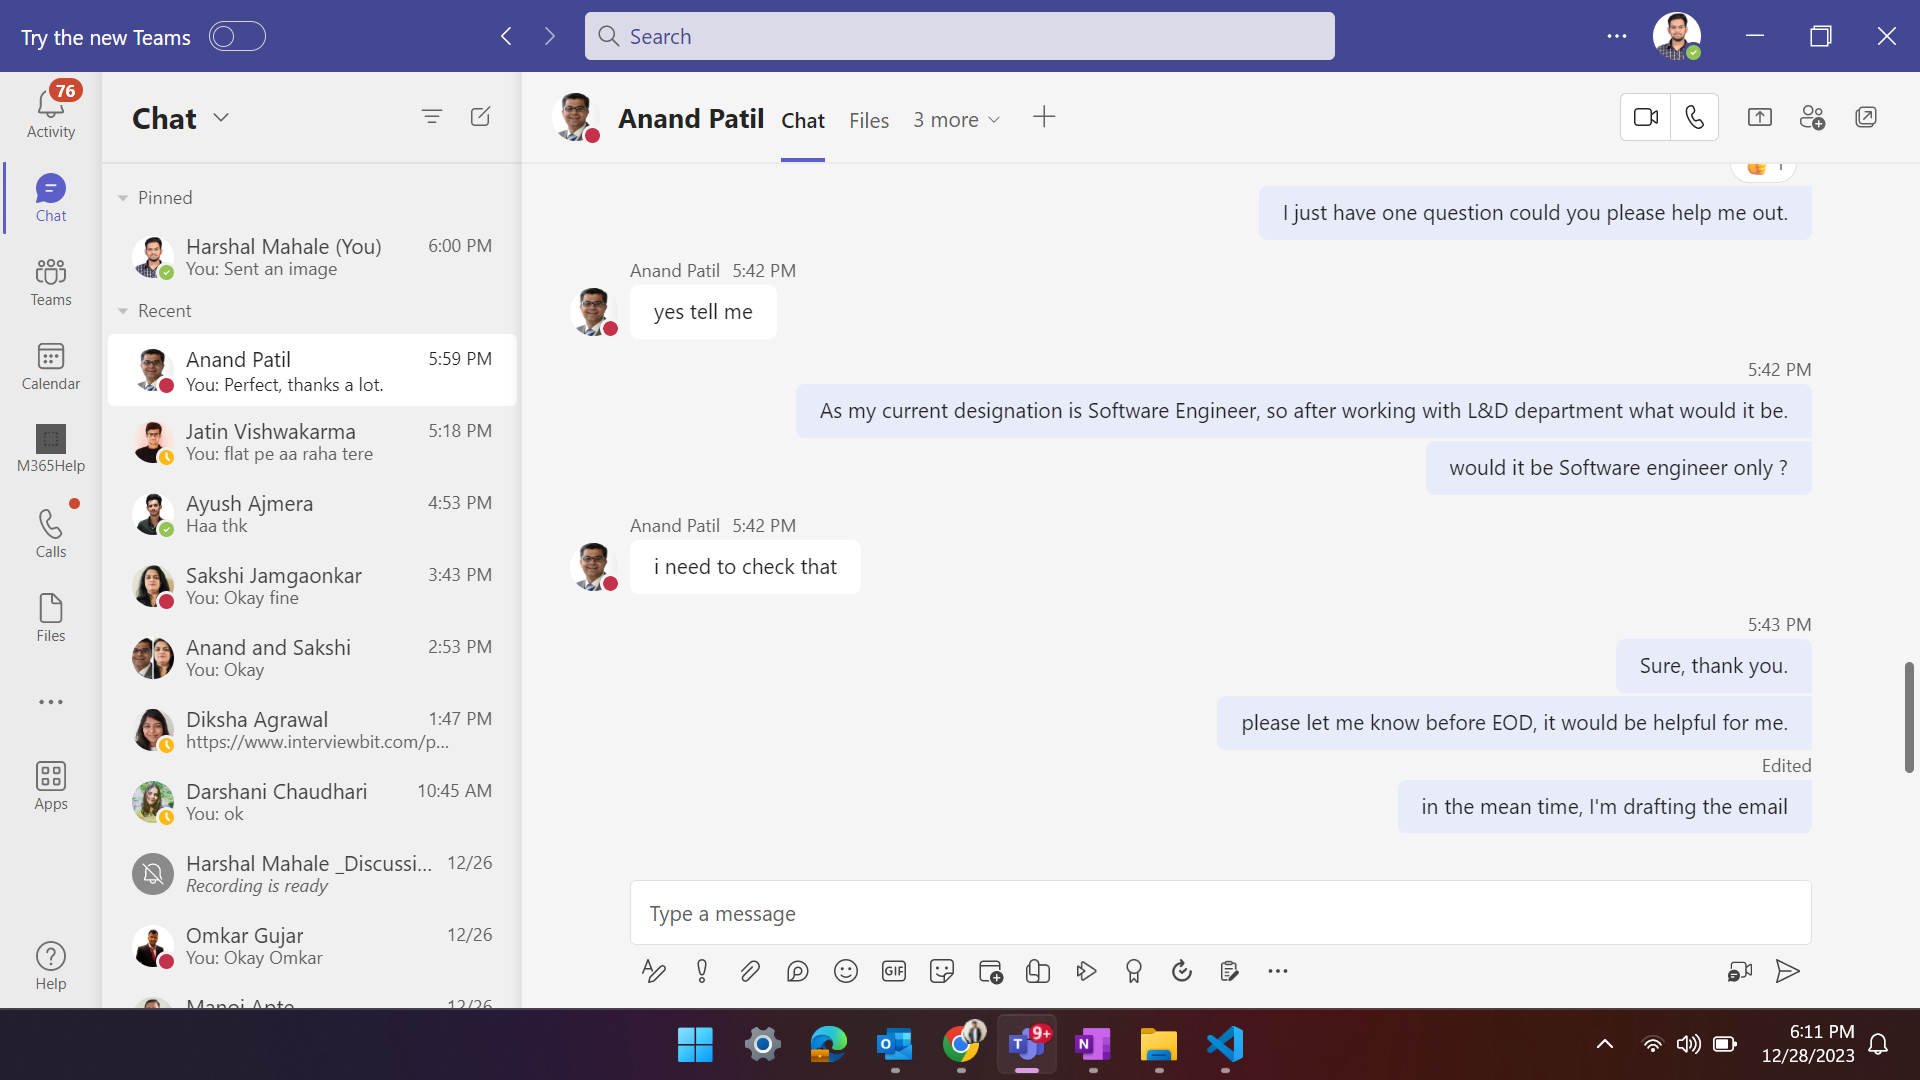 Try the new Teams
Search
76
Activity
Chat
Teams
Calendar
M365Help
Calls
Files
Apps
Help
Chat
Pinned
Harshal Mahale (You) 6:00 PM
You: Sent an image
Recent
Anand Patil 5:59 PM
You: Perfect, thanks a lot.
Jatin Vishwakarma 5:18 PM
You: flat pe aa raha tere
Ayush Ajmera 4:53 PM
Haa thk
Sakshi Jamgaonkar 3:43 PM
You: Okay fine
Anand and Sakshi 2:53 PM
You: Okay
Diksha Agrawal 1:47 PM
https://www.interviewbit.com/p...
Darshani Chaudhari 10:45 AM
You: ok
Harshal Mahale _Discussi... 12/26
Recording is ready
Omkar Gujar 12/26
You: Okay Omkar
Manoj Apte 12/26
Anand Patil Chat Files 3 more
1
I just have one question could you please help me out.
Anand Patil 5:42 PM
yes tell me
5:42 PM
As my current designation is Software Engineer, so after working with L&D department what would it be.
would it be Software engineer only ?
Anand Patil 5:42 PM
i need to check that
5:43 PM
Sure, thank you.
please let me know before EOD, it would be helpful for me.
Edited
in the mean time, I'm drafting the email
Type a message
GIF
9+
6:11 PM
12/28/2023